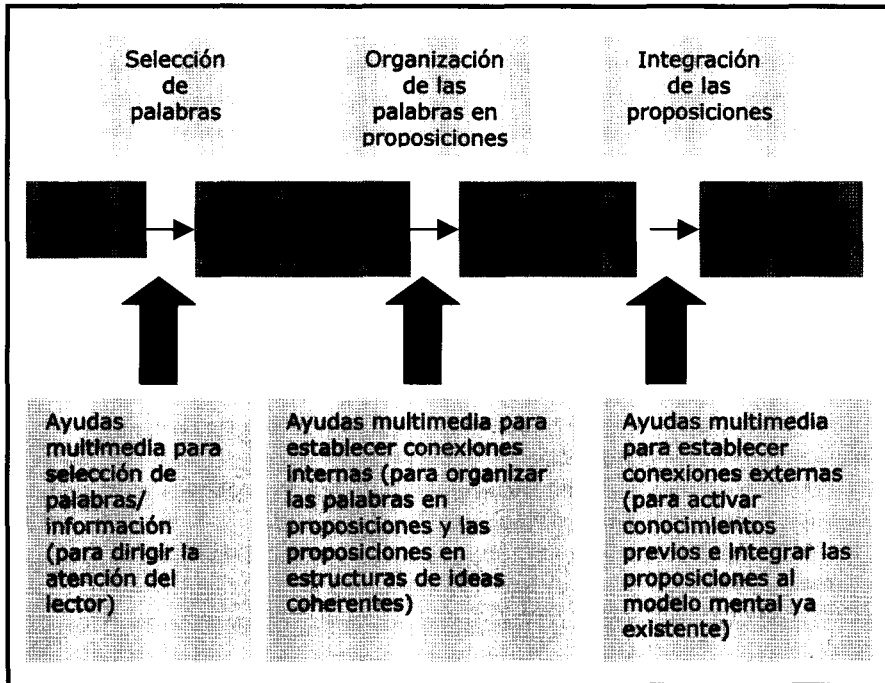 Selección
de
palabras
Organización
de las
palabras en
proposiciones
Integración
de las
proposiciones
Ayudas
multimedia para
selección de
palabras/
información
(para dirigir la
atención del
lector)
Ayudas multimedia para
establecer conexiones
internas (para organizar
las palabras en
proposiciones y las
proposiciones en
estructuras de ideas
coherentes)
Ayudas multimedia
para establecer
conexiones externas
(para activar
conocimientos
previos e integrar las
proposiciones al
modelo mental ya
existente)